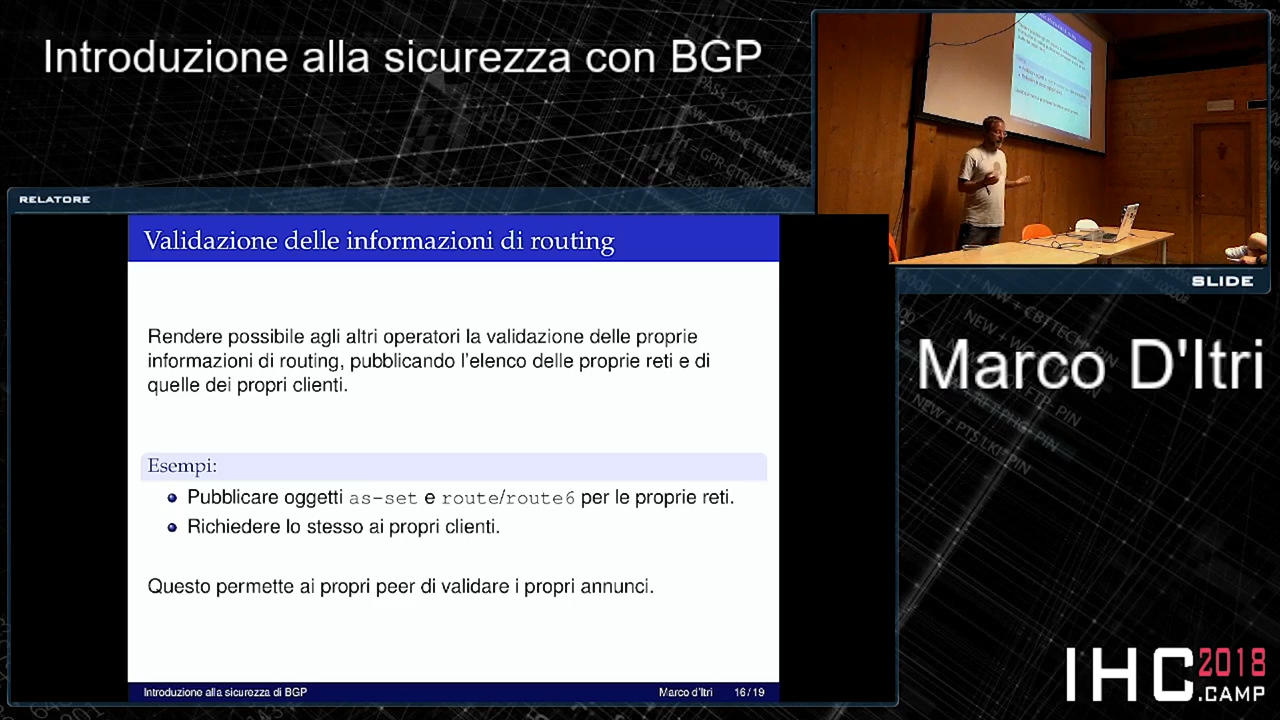 Introduzione alla sicurezza con BGP
RELATORE
Validazione delle informazioni di routing
Rendere possibile agli altri operatori la validazione delle proprie
informazioni di routing, pubblicando l'elenco delle proprie reti e di
quelle dei propri clienti.
Esempi:
Pubblicare oggetti as-set e route/route6 per le proprie reti.
Richiedere lo stesso ai propri clienti.
Questo permette ai propri peer di validare i propri annunci.
Introduzione alla sicurezza di BGP
Marco d'Itri
16/19
SLIDE
Marco D'Itri
IHC 2018
.CAMP